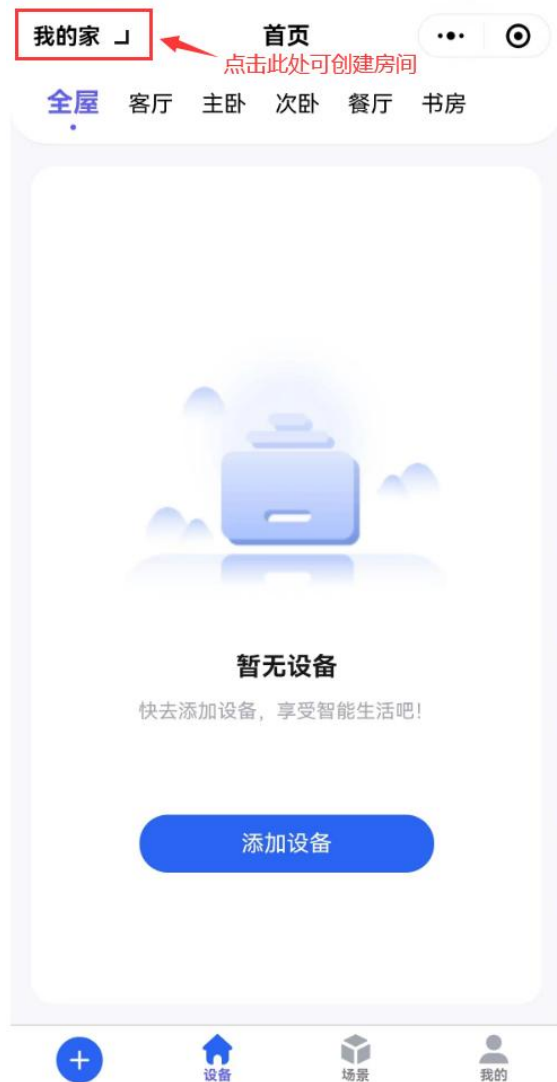 我的家
首页
点击此处可创建房间
全屋 客厅 主卧 次卧 餐厅 书房
暂无设备
快去添加设备，享受智能生活吧！
添加设备
设备 场景 我的